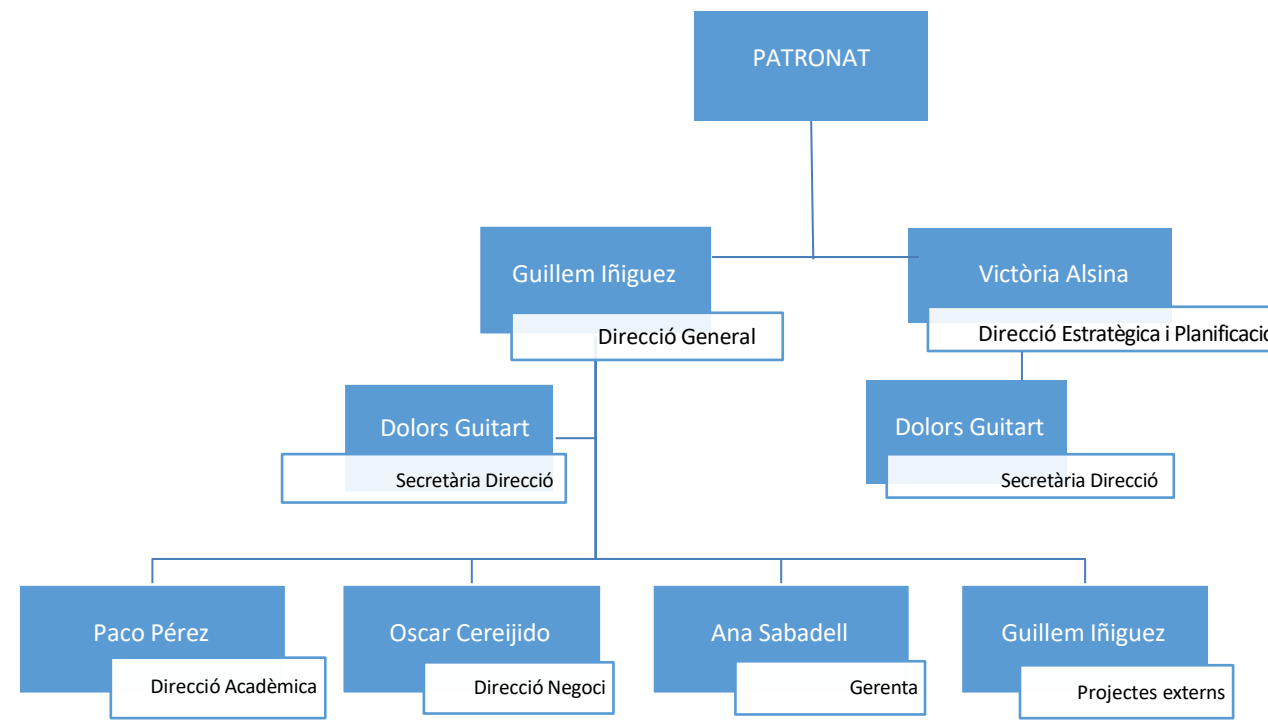 PATRONAT
Guillem Iñiguez
Direcció General
Victòria Alsina
Direcció Estratègica i Planificació
Dolors Guitart
Secretària Direcció
Dolors Guitart
Secretària Direcció
Paco Pérez
Direcció Acadèmica
Oscar Cereijido
Direcció Negoci
Ana Sabadell
Gerenta
Guillem Iñiguez
Projectes externs